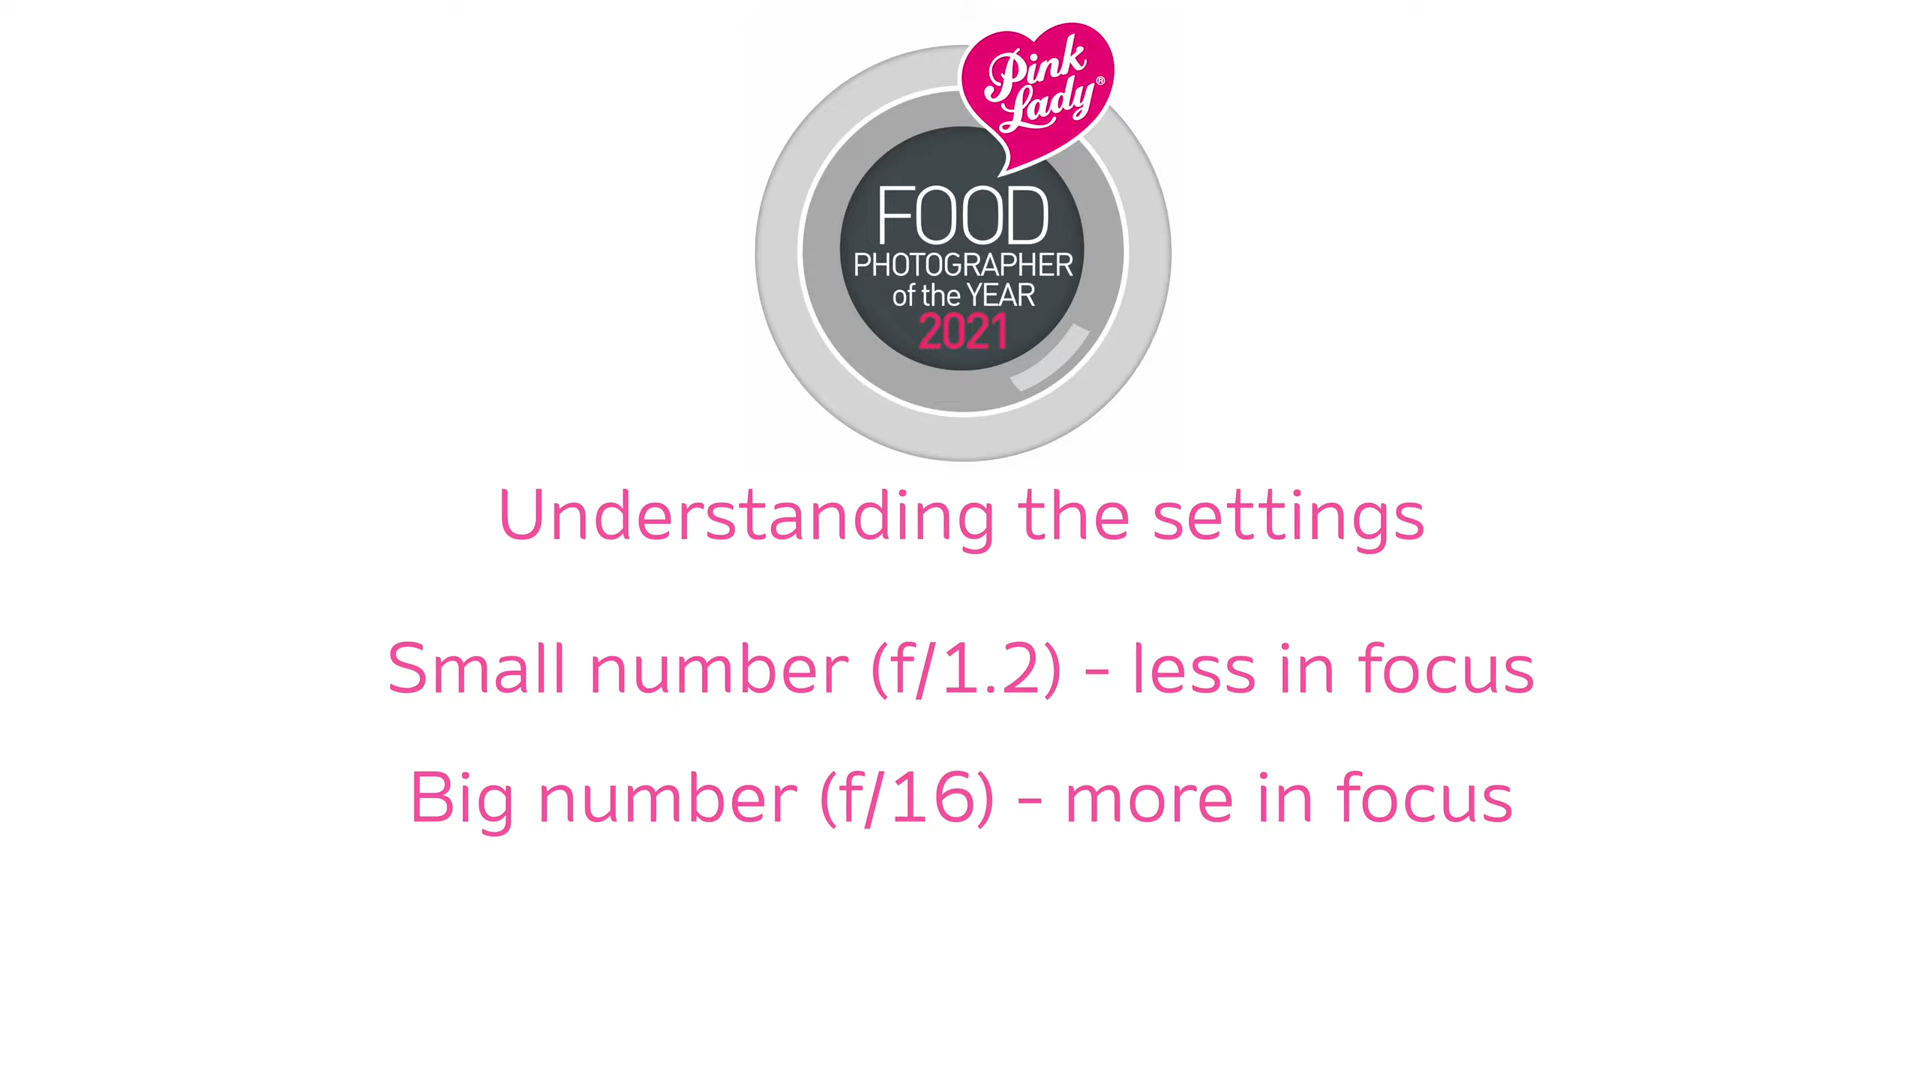 Pink
Lady®
FOOD
PHOTOGRAPHER
of the YEAR
2021
Understanding the settings
Small number (f/1.2) - less in focus
Big number (f/16) - more in focus